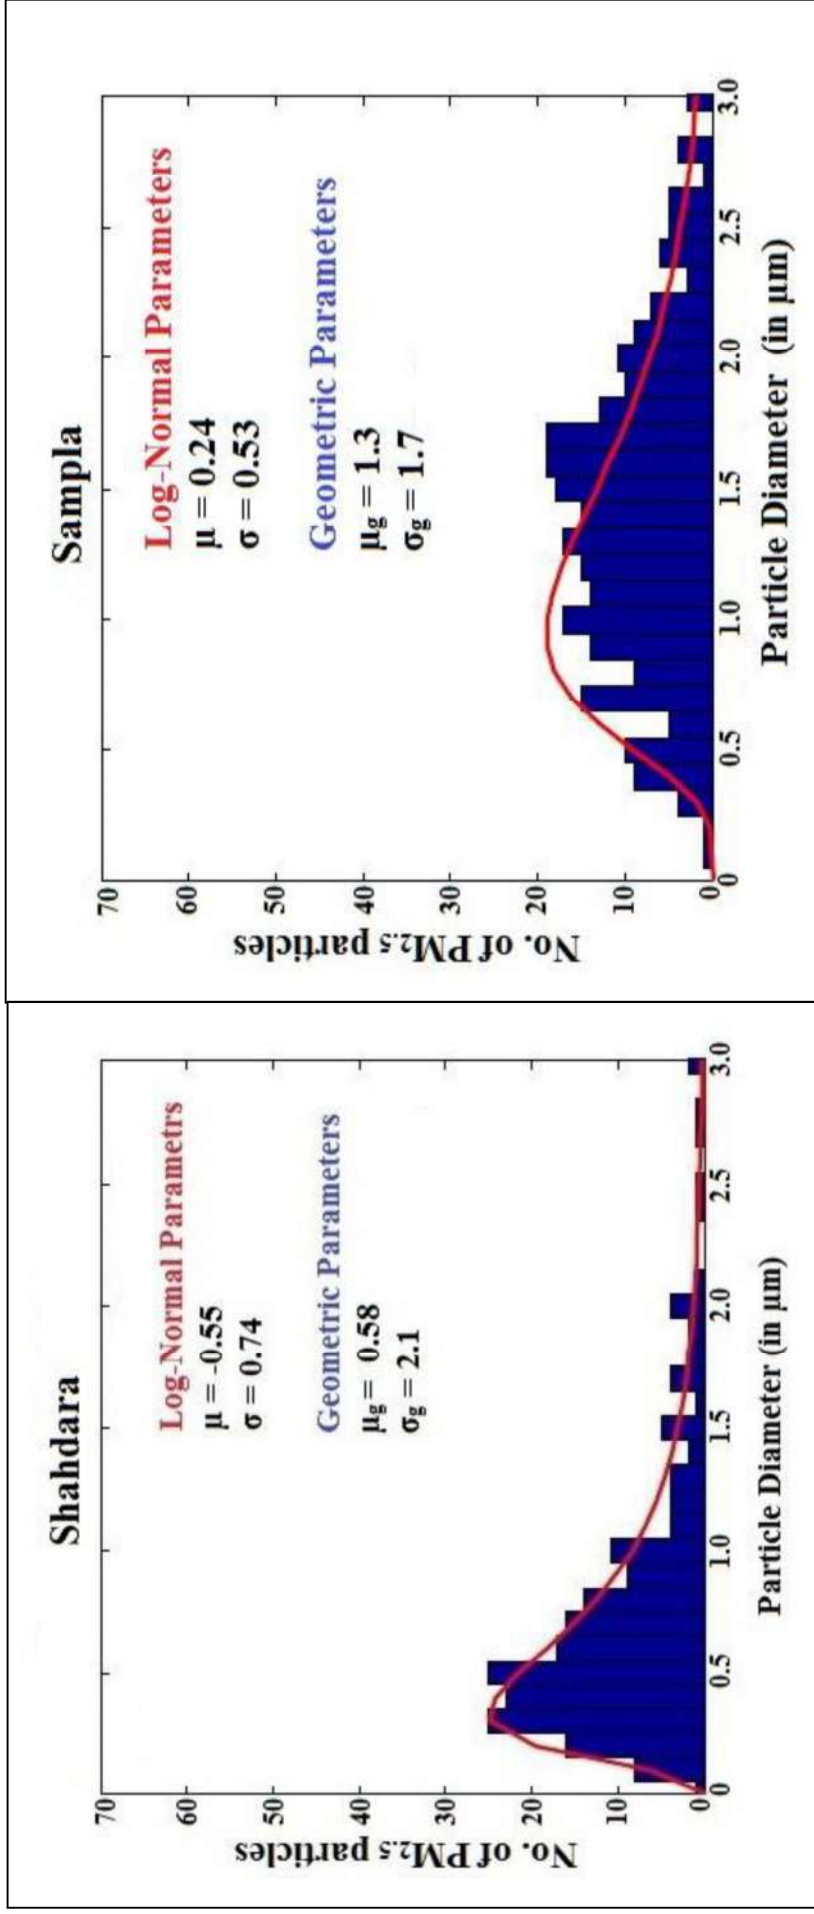 Shahdara
Log-Normal Parametrs
μ = -0.55
σ = 0.74
Geometric Parameters
μg = 0.58
σg = 2.1
No. of PM2.5 particles
70
60
50
40
30
20
10
0
0
0.5
1.0
1.5
2.0
2.5
3.0
Particle Diameter (in μm)
Sampla
Log-Normal Parameters
μ = 0.24
σ = 0.53
Geometric Parameters
μg = 1.3
σg = 1.7
No. of PM2.5 particles
70
60
50
40
30
20
10
0
0
0.5
1.0
1.5
2.0
2.5
3.0
Particle Diameter (in μm)